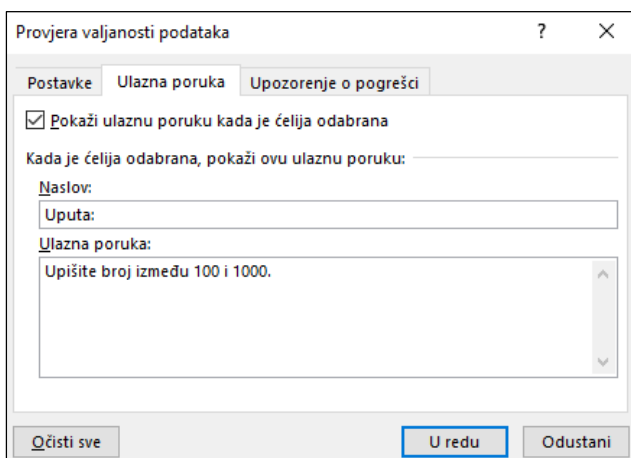 Provjera valjanosti podataka ? ×
Postavke Ulazna poruka Upozorenje o pogrešci
Pokaži ulaznu poruku kada je ćelija odabrana
Kada je ćelija odabrana, pokaži ovu ulaznu poruku:
Naslov:
Uputa:
Ulazna poruka:
Upišite broj između 100 i 1000.
Očisti sve U redu Odustani